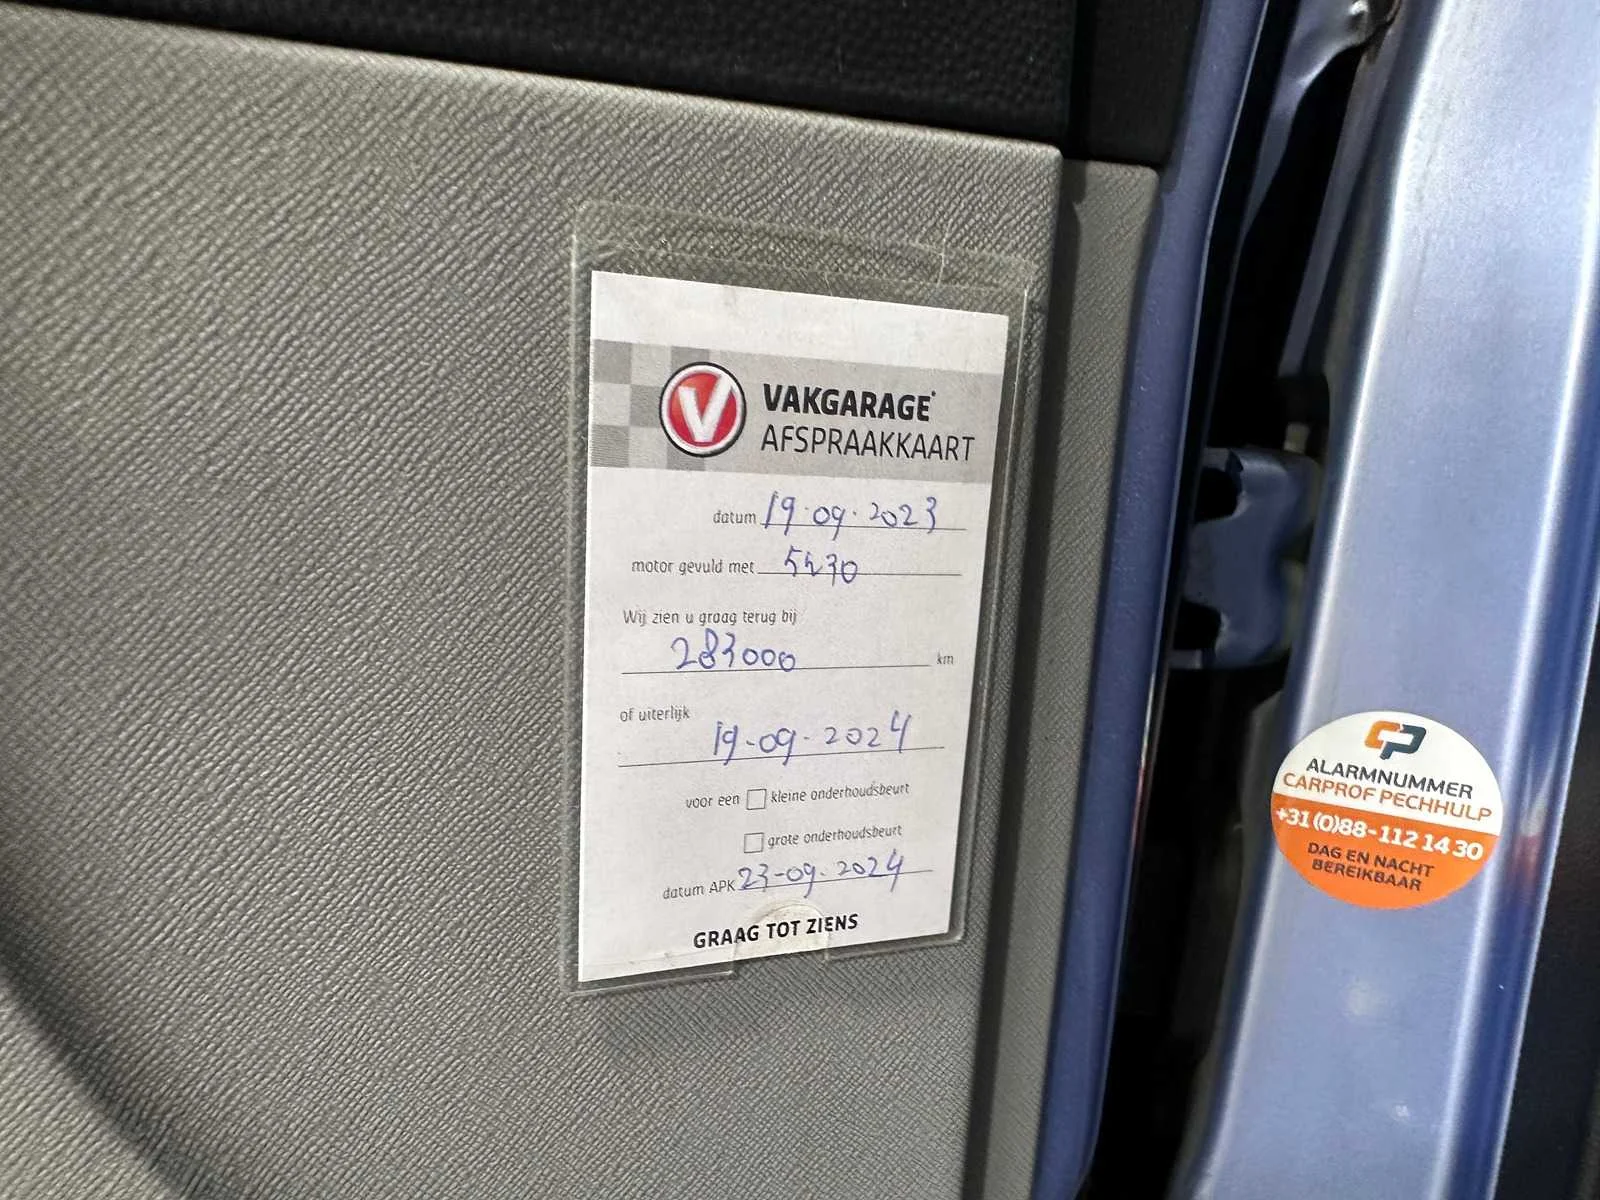 V
VAKGARAGE®
AFSPRAAKKAART
datum 19-09-2023
motor gevuld met 5W30
Wij zien u graag terug bij
283000 km
of uiterlijk
19-09-2024
voor een kleine onderhoudsbeurt
grote onderhoudsbeurt
datum APK 23-09-2024
GRAAG TOT ZIENS
CP
ALARMNUMMER
CARPROF PECHHULP
+31 (0)88-112 14 30
DAG EN NACHT
BEREIKBAAR